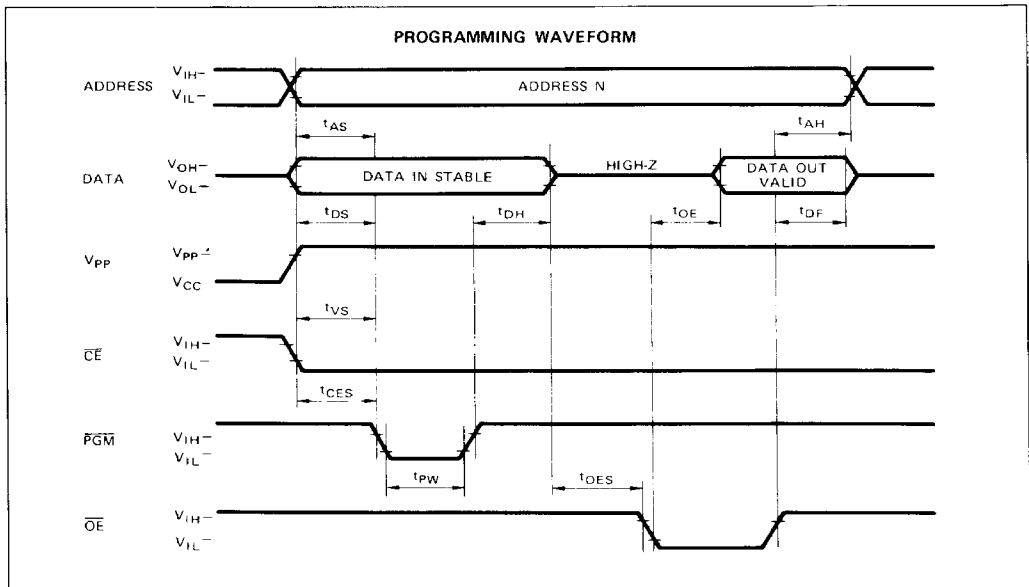 PROGRAMMING WAVEFORM
ADDRESS
VIH
VIL
ADDRESS N
tAS
tAH
DATA
VOH
VOL
DATA IN STABLE
HIGH-Z
DATA OUT
VALID
tDS
tDH
tOE
tDF
VPP
VPP
VCC
tVS
CE
VIH
VIL
tCES
PGM
VIH
VIL
tPW
tOES
OE
VIH
VIL